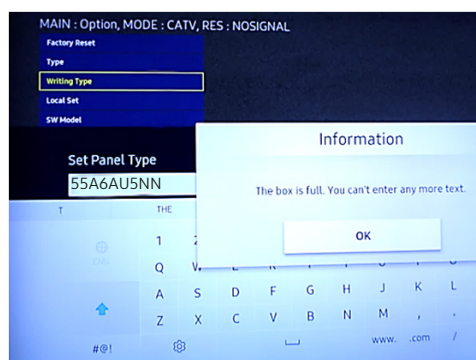 MAIN : Option, MODE : CATV, RES : NOSIGNAL
Factory Reset
Type
Writing Type
Local Set
SW Model
Set Panel Type
55A6AU5NN
Information
The box is full. You can't enter any more text.
OK
T THE
1
Q
A S D F G H J K L
Z X C V B N M , .
#@! www. .com /